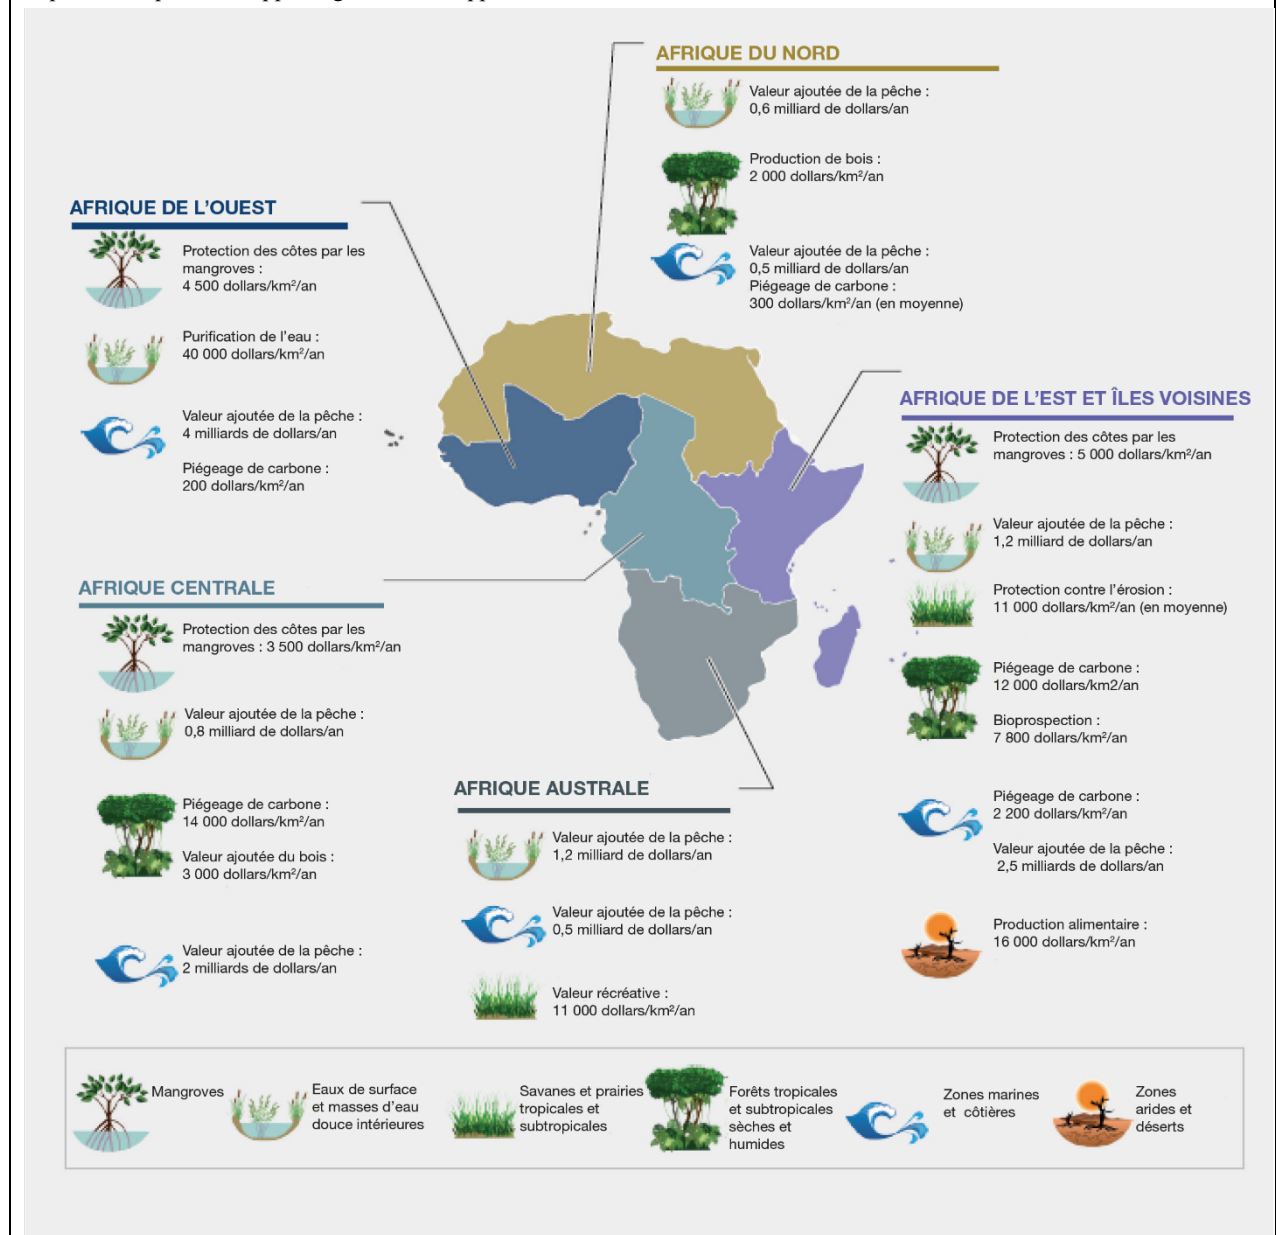 AFRIQUE DU NORD
Valeur ajoutée de la pêche :
0,6 milliard de dollars/an
Production de bois :
2 000 dollars/km²/an
Valeur ajoutée de la pêche :
0,5 milliard de dollars/an
Piégeage de carbone :
300 dollars/km²/an (en moyenne)
AFRIQUE DE L'OUEST
Protection des côtes par les
mangroves :
4 500 dollars/km²/an
Purification de l'eau :
40 000 dollars/km²/an
Valeur ajoutée de la pêche :
4 milliards de dollars/an
Piégeage de carbone :
200 dollars/km²/an
AFRIQUE DE L'EST ET ÎLES VOISINES
Protection des côtes par les
mangroves : 5 000 dollars/km²/an
Valeur ajoutée de la pêche :
1,2 milliard de dollars/an
Protection contre l'érosion :
11 000 dollars/km²/an (en moyenne)
Piégeage de carbone :
12 000 dollars/km2/an
Bioprospection :
7 800 dollars/km²/an
Piégeage de carbone :
2 200 dollars/km²/an
Valeur ajoutée de la pêche :
2,5 milliards de dollars/an
Production alimentaire :
16 000 dollars/km²/an
AFRIQUE CENTRALE
Protection des côtes par les
mangroves : 3 500 dollars/km²/an
Valeur ajoutée de la pêche :
0,8 milliard de dollars/an
Piégeage de carbone :
14 000 dollars/km²/an
Valeur ajoutée du bois :
3 000 dollars/km²/an
Valeur ajoutée de la pêche :
2 milliards de dollars/an
AFRIQUE AUSTRALE
Valeur ajoutée de la pêche :
1,2 milliard de dollars/an
Valeur ajoutée de la pêche :
0,5 milliard de dollars/an
Valeur récréative :
11 000 dollars/km²/an
Mangroves
Eaux de surface
et masses d'eau
douce intérieures
Savanes et prairies
tropicales et
subtropicales
Forêts tropicales
et subtropicales
sèches et
humides
Zones marines
et côtières
Zones
arides et
déserts